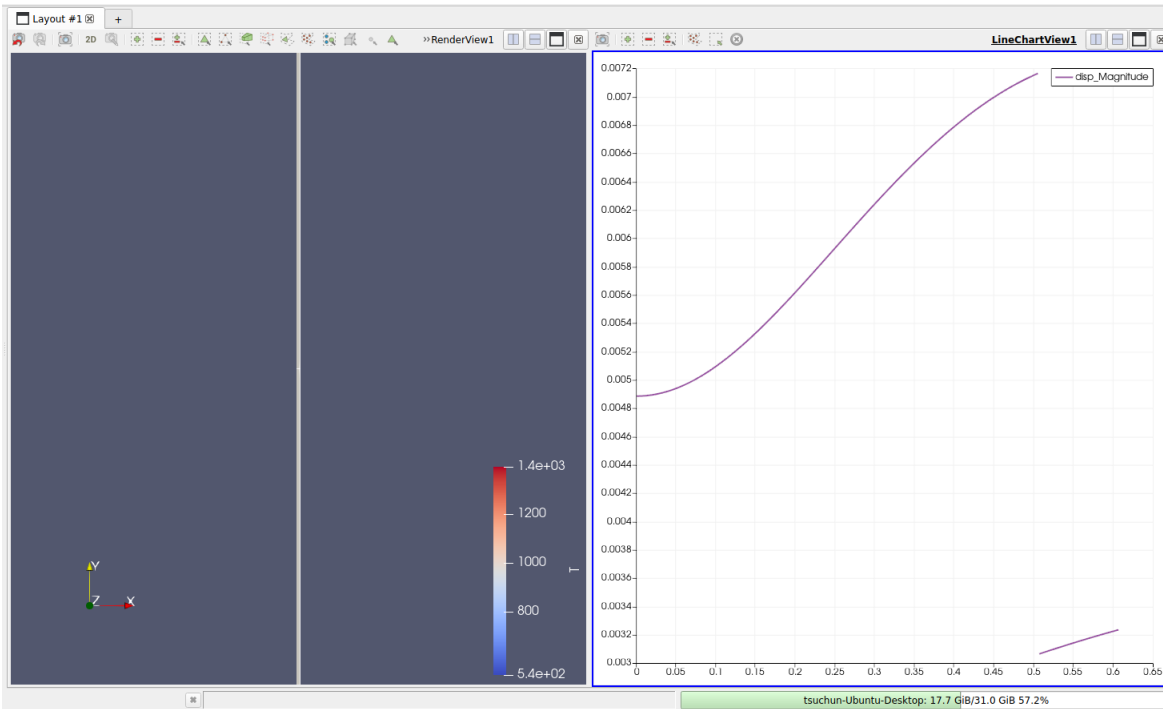 Layout #1
+
2D
»RenderView1
LineChartView1
Y
Z
X
1.4e+03
1200
1000
800
5.4e+02
T
0.0072
0.007
0.0068
0.0066
0.0064
0.0062
0.006
0.0058
0.0056
0.0054
0.0052
0.005
0.0048
0.0046
0.0044
0.0042
0.004
0.0038
0.0036
0.0034
0.0032
0.003
disp_Magnitude
0 0.05 0.1 0.15 0.2 0.25 0.3 0.35 0.4 0.45 0.5 0.55 0.6 0.65
tsuchun-Ubuntu-Desktop: 17.7 GiB/31.0 GiB 57.2%